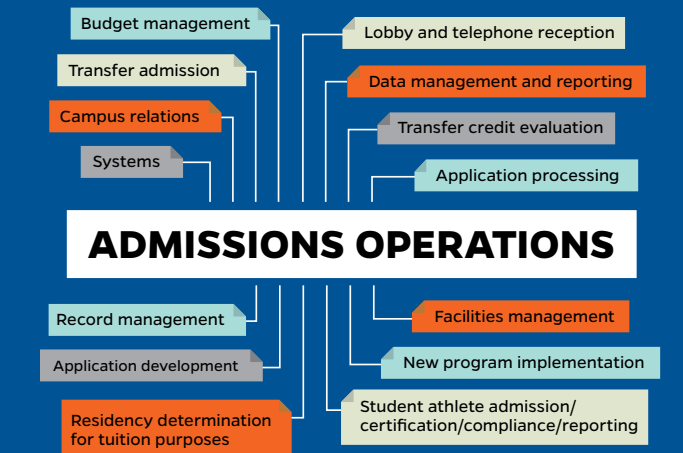 Budget management
Lobby and telephone reception
Transfer admission
Data management and reporting
Campus relations
Transfer credit evaluation
Systems
Application processing
ADMISSIONS OPERATIONS
Record management
Facilities management
Application development
New program implementation
Residency determination
for tuition purposes
Student athlete admission/
certification/compliance/reporting